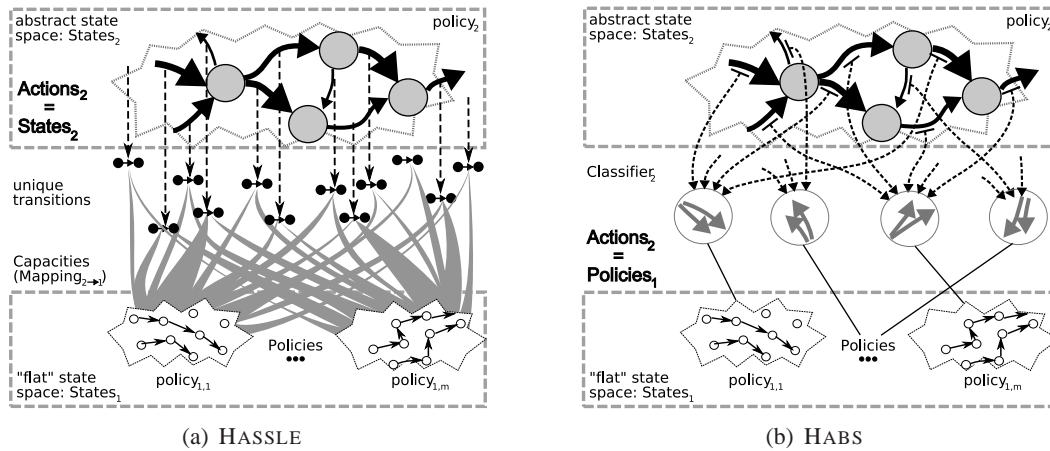 abstract state
space: States₂
policy₂
Actions₂
=
States₂
unique
transitions
Capacities
(Mapping₂→₁)
Policies
•••
policy₁,₁
policy₁,ₘ
"flat" state
space: States₁
(a) HASSLE
abstract state
space: States₂
policy₂
Classifier₂
Actions₂
=
Policies₁
Policies
•••
policy₁,₁
policy₁,ₘ
"flat" state
space: States₁
(b) HABS